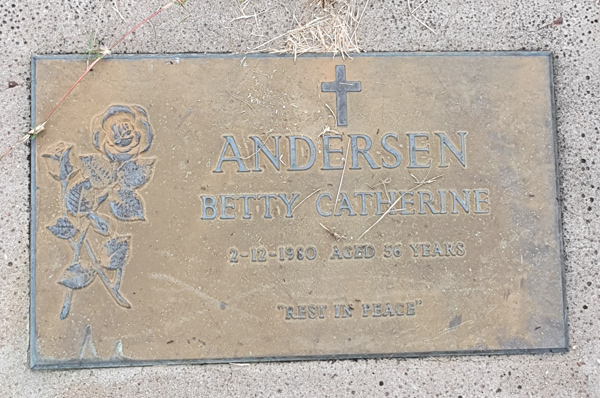 ANDERSEN
BETTY CATHERINE
2-12-1980 AGED 56 YEARS
"REST IN PEACE"